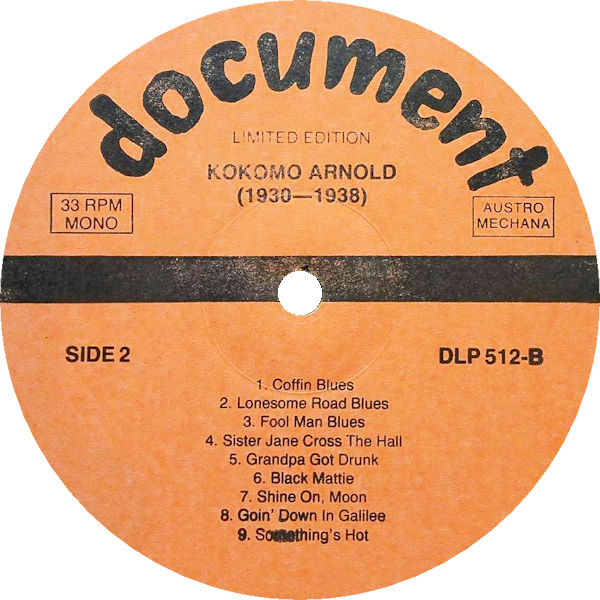 document
LIMITED EDITION
KOKOMO ARNOLD
(1930—1938)
33 RPM
MONO
AUSTRO
MECHANA
SIDE 2
DLP 512-B
1. Coffin Blues
2. Lonesome Road Blues
3. Fool Man Blues
4. Sister Jane Cross The Hall
5. Grandpa Got Drunk
6. Black Mattie
7. Shine On, Moon
8. Goin' Down In Galilee
9. Something's Hot